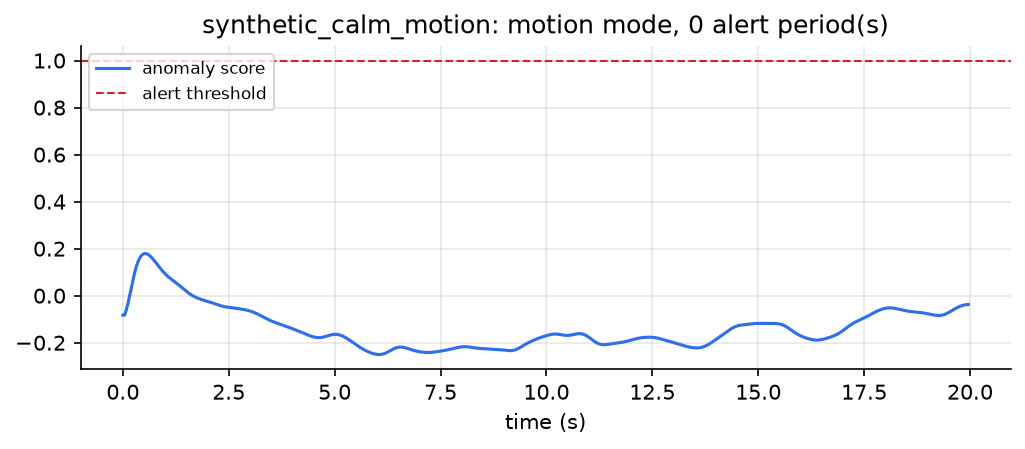 synthetic_calm_motion: motion mode, 0 alert period(s)
1.0
0.8
0.6
0.4
0.2
0.0
−0.2
anomaly score
alert threshold
0.0 2.5 5.0 7.5 10.0 12.5 15.0 17.5 20.0
time (s)